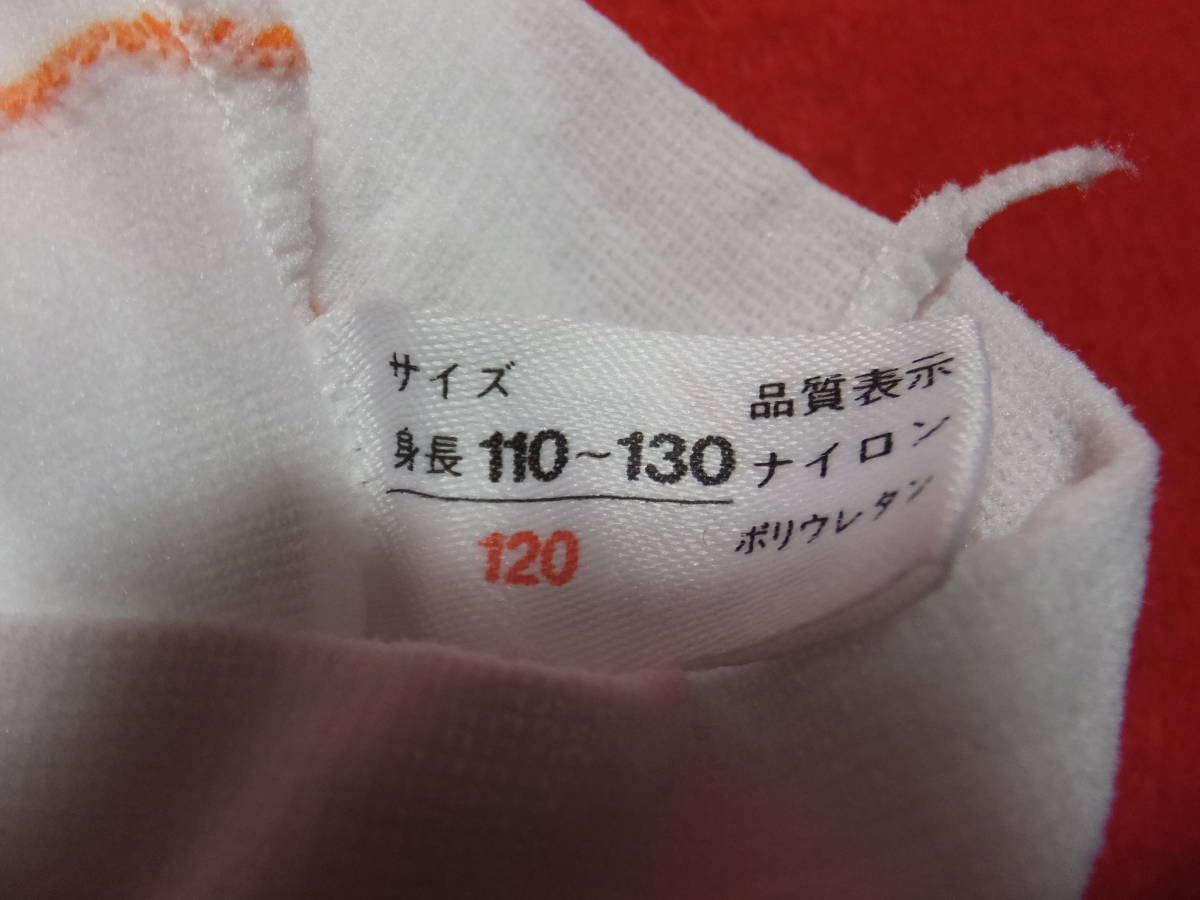 サイズ
身長 110~130
120
品質表示
ナイロン
ポリウレタン